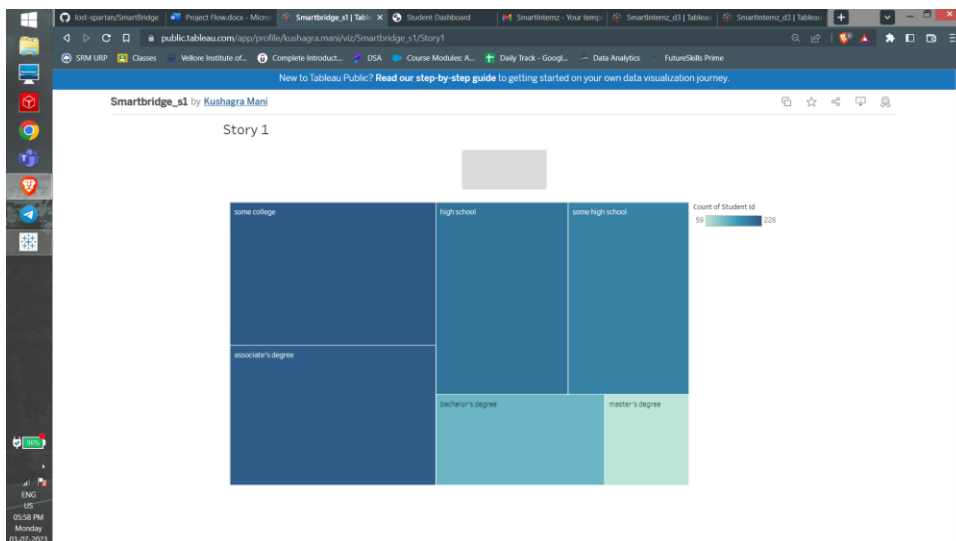 lost-spartan/SmartBridge
Project Flow.docx - Micros
Smartbridge_s1 | Tabl
Student Dashboard
SmartInternz - Your temp
SmartInternz_d3 | Tableau
SmartInternz_d3 | Tableau
public.tableau.com/app/profile/kushagra.mani/viz/Smartbridge_s1/Story1
SRM URP
Classes
Vellore Institute of...
Complete Introduct...
DSA
Course Modules: A...
Daily Track - Googl...
Data Analytics
FutureSkills Prime
New to Tableau Public? Read our step-by-step guide to getting started on your own data visualization journey.
Smartbridge_s1 by Kushagra Mani
Story 1
some college
high school
some high school
Count of Student Id
59 226
associate's degree
bachelor's degree
master's degree
96%
ENG
US
05:58 PM
Monday
03-07-2023